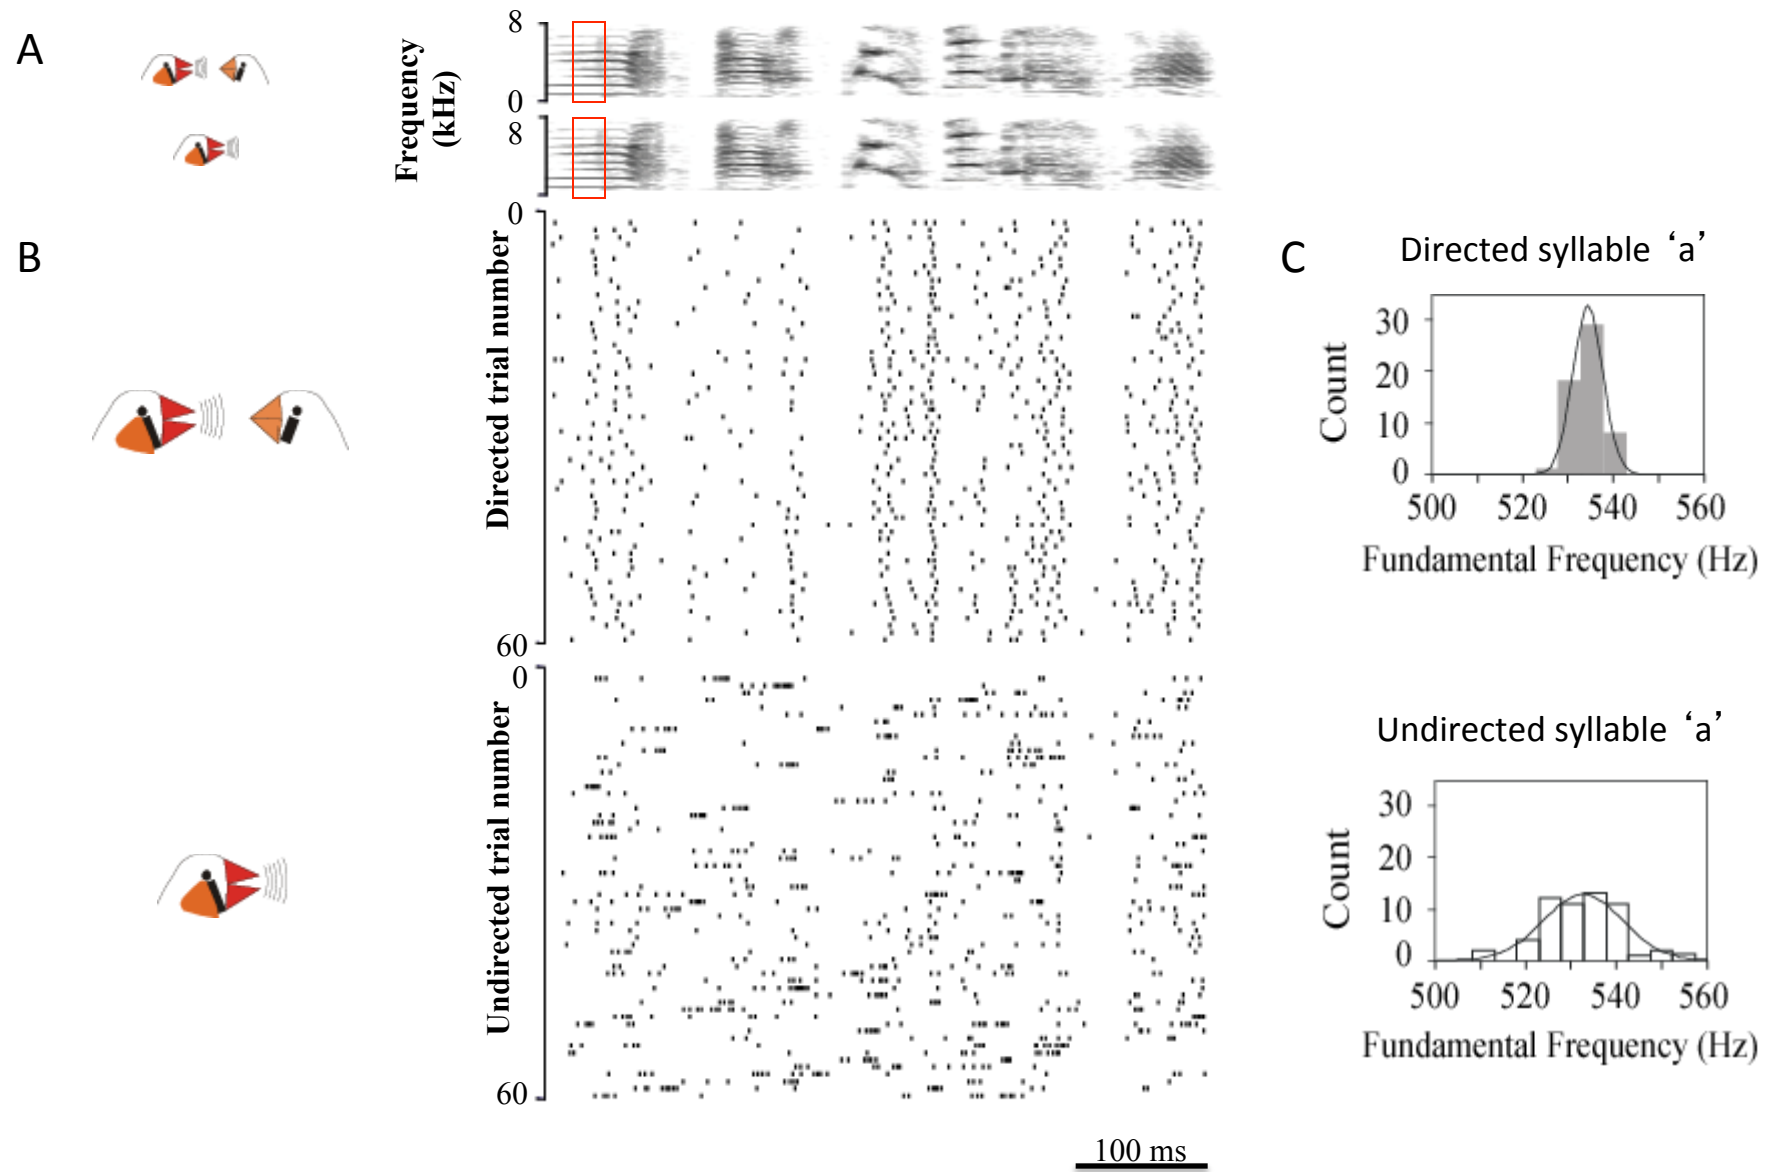 A
Frequency
(kHz)
8
0
8
B
0
Directed trial number
60
0
Undirected trial number
60
100 ms
C
Directed syllable ‘a’
30
20
10
0
Count
500 520 540 560
Fundamental Frequency (Hz)
Undirected syllable ‘a’
30
20
10
0
Count
500 520 540 560
Fundamental Frequency (Hz)